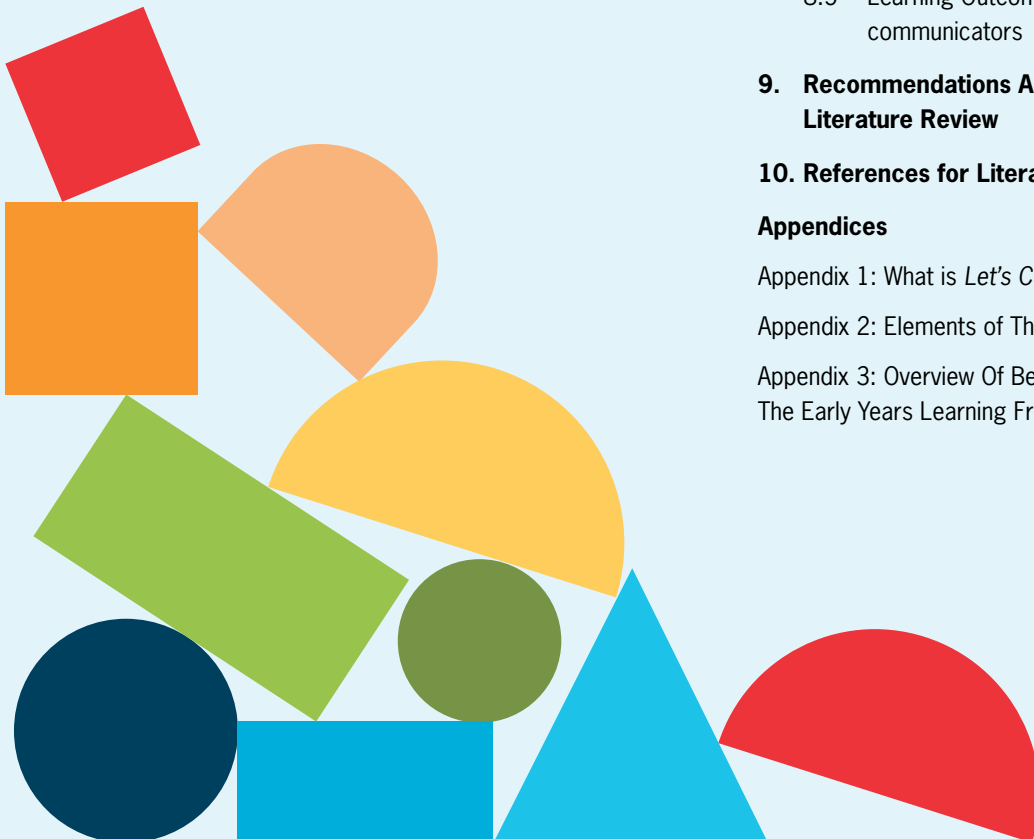 communicators
9. Recommendations A
Literature Review
10. References for Litera
Appendices
Appendix 1: What is Let's C
Appendix 2: Elements of Th
Appendix 3: Overview Of Be
The Early Years Learning Fr